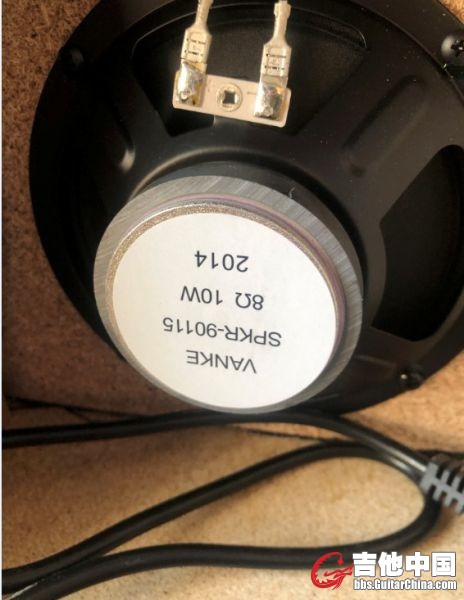 VANKE
SPKR-90115
8Ω 10W
2014
吉他中国
bbs.GuitarChina.com